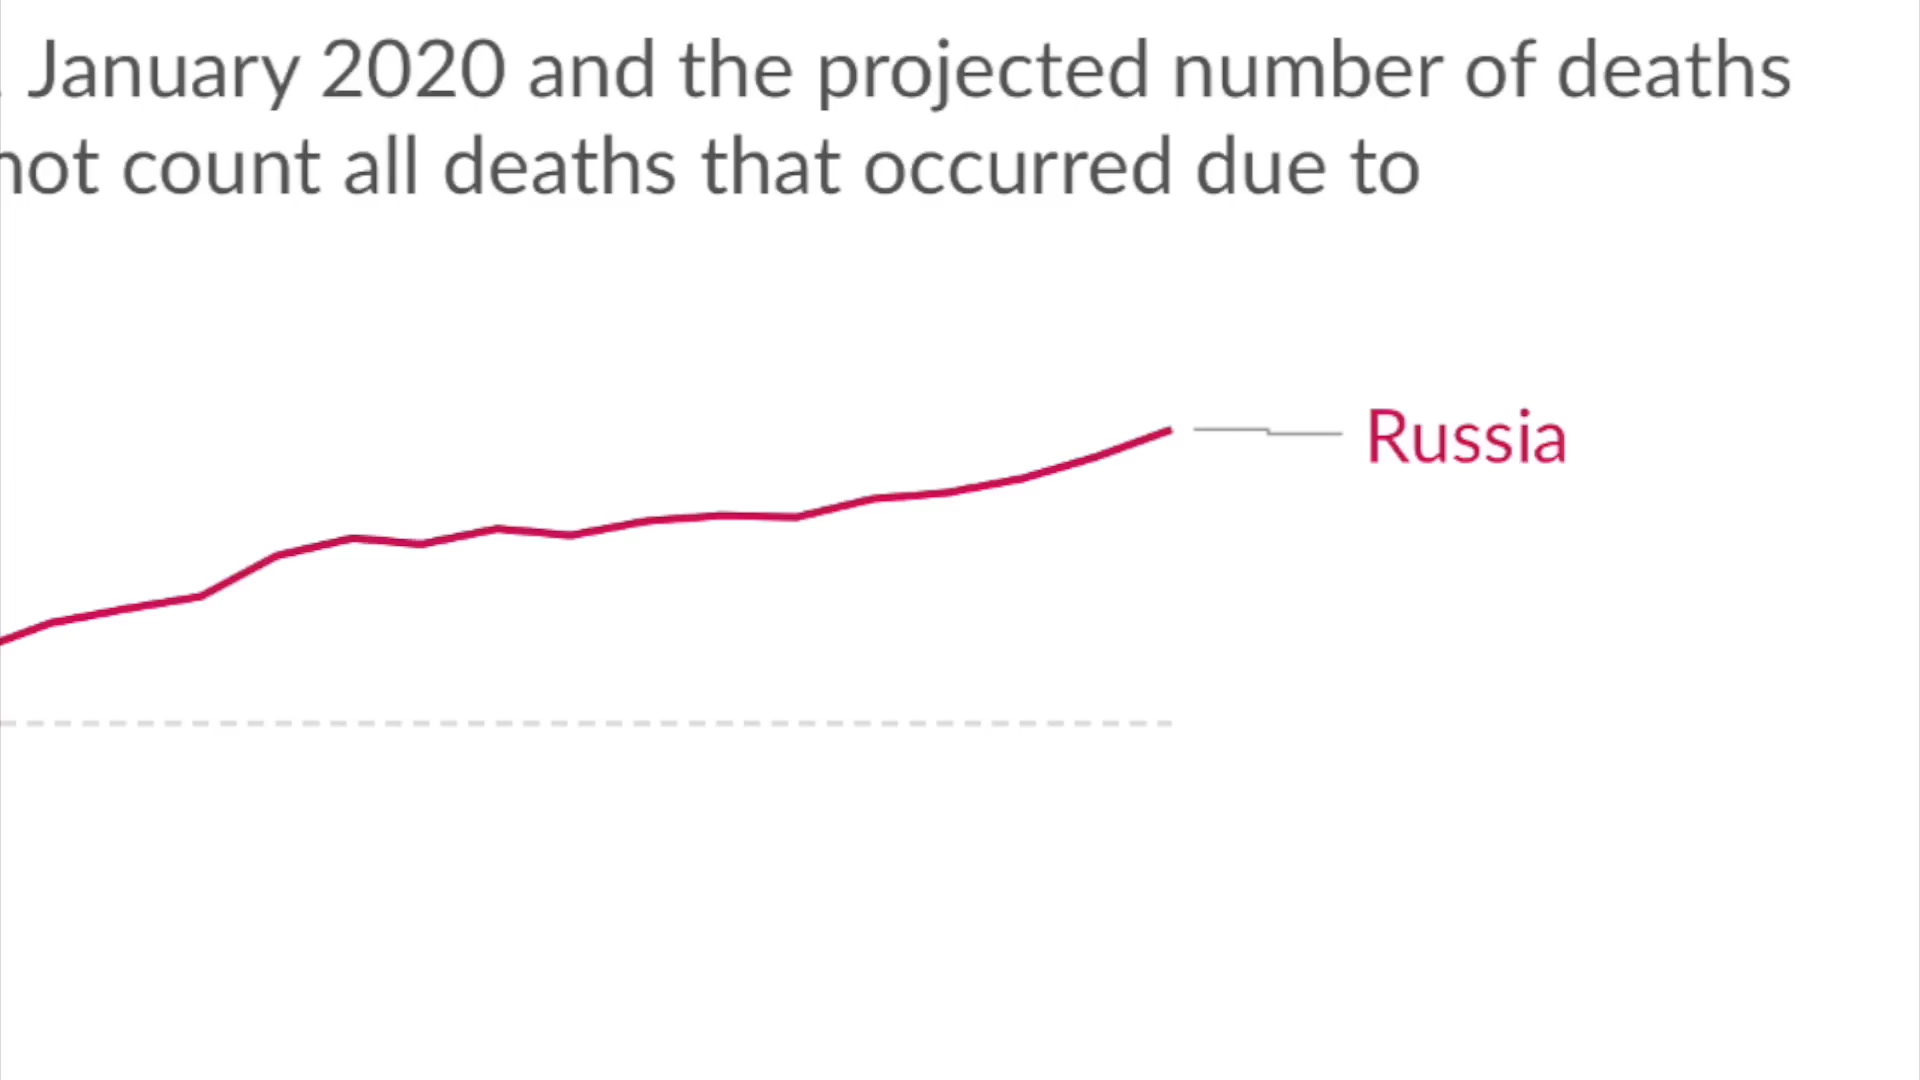 January 2020 and the projected number of deaths
not count all deaths that occurred due to
Russia